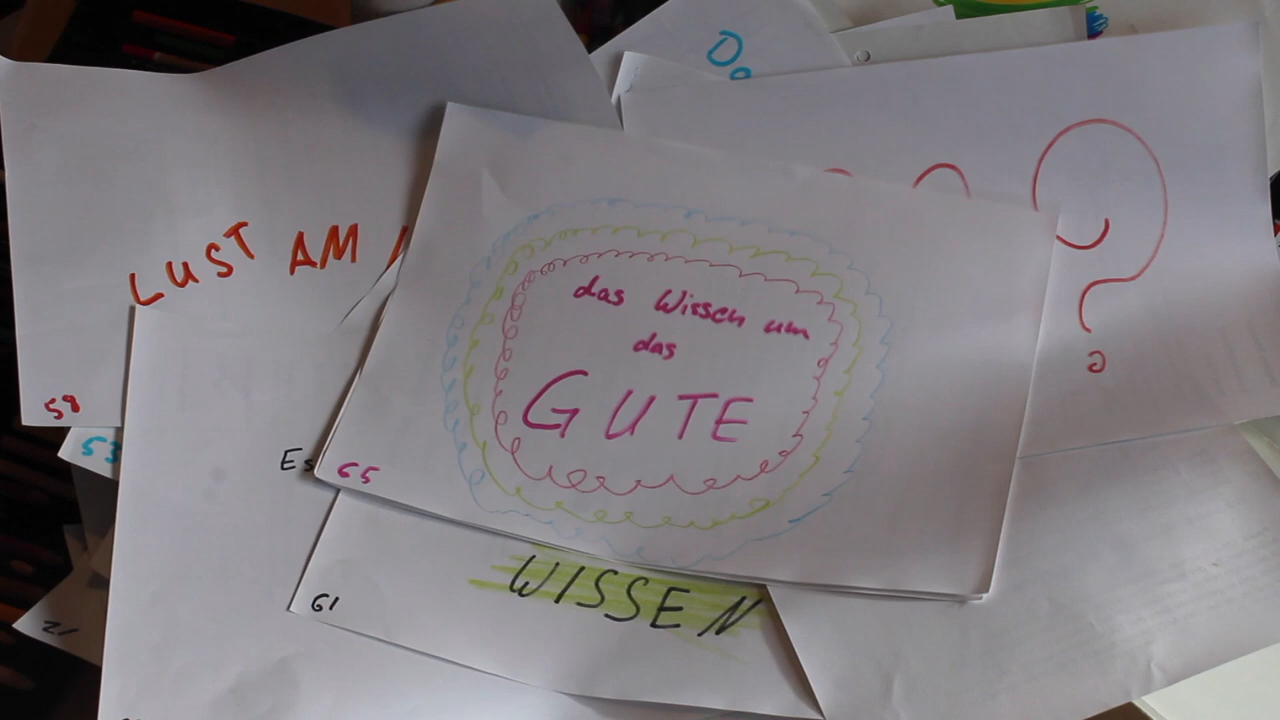 LUST AM
58
53
Es
das Wissen um
das
GUTE
65
WISSEN
61
21